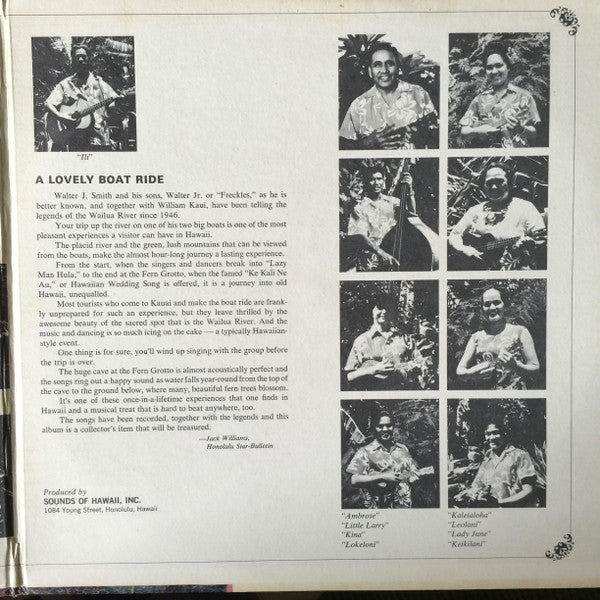 "Ili"
A LOVELY BOAT RIDE
Walter J. Smith and his sons, Walter Jr. or "Freckles," as he is
better known, and together with William Kaui, have been telling the
legends of the Wailua River since 1946.
Your trip up the river on one of his two big boats is one of the most
pleasant experiences a visitor can have in Hawaii.
The placid river and the green, lush mountains that can be viewed
from the boats, make the almost hour-long journey a lasting experience.
From the start, when the singers and dancers break into "Lazy
Man Hula," to the end at the Fern Grotto, when the famed "Ke Kali Ne
Au," or Hawaiian Wedding Song is offered, it is a journey into old
Hawaii, unequalled.
Most tourists who come to Kauai and make the boat ride are frank-
ly unprepared for such an experience, but they leave thrilled by the
awesome beauty of the sacred spot that is the Wailua River. And the
music and dancing is so much icing on the cake — a typically Hawaiian-
style event.
One thing is for sure, you'll wind up singing with the group before
the trip is over.
The huge cave at the Fern Grotto is almost acoustically perfect and
the songs ring out a happy sound as water falls year-round from the top of
the cave to the ground below, where many, beautiful fern trees blossom.
It's one of these once-in-a-lifetime experiences that one finds in
Hawaii and a musical treat that is hard to beat anywhere, too.
The songs have been recorded, together with the legends and this
album is a collector's item that will be treasured.
—Jack Williams,
Honolulu Star-Bulletin
Produced by
SOUNDS OF HAWAII, INC.
1084 Young Street, Honolulu, Hawaii
"Ambrose"
"Little Larry"
"Kina"
"Lokeloni"
"Kaleialoha"
"Leolani"
"Lady Jane"
"Keikilani"